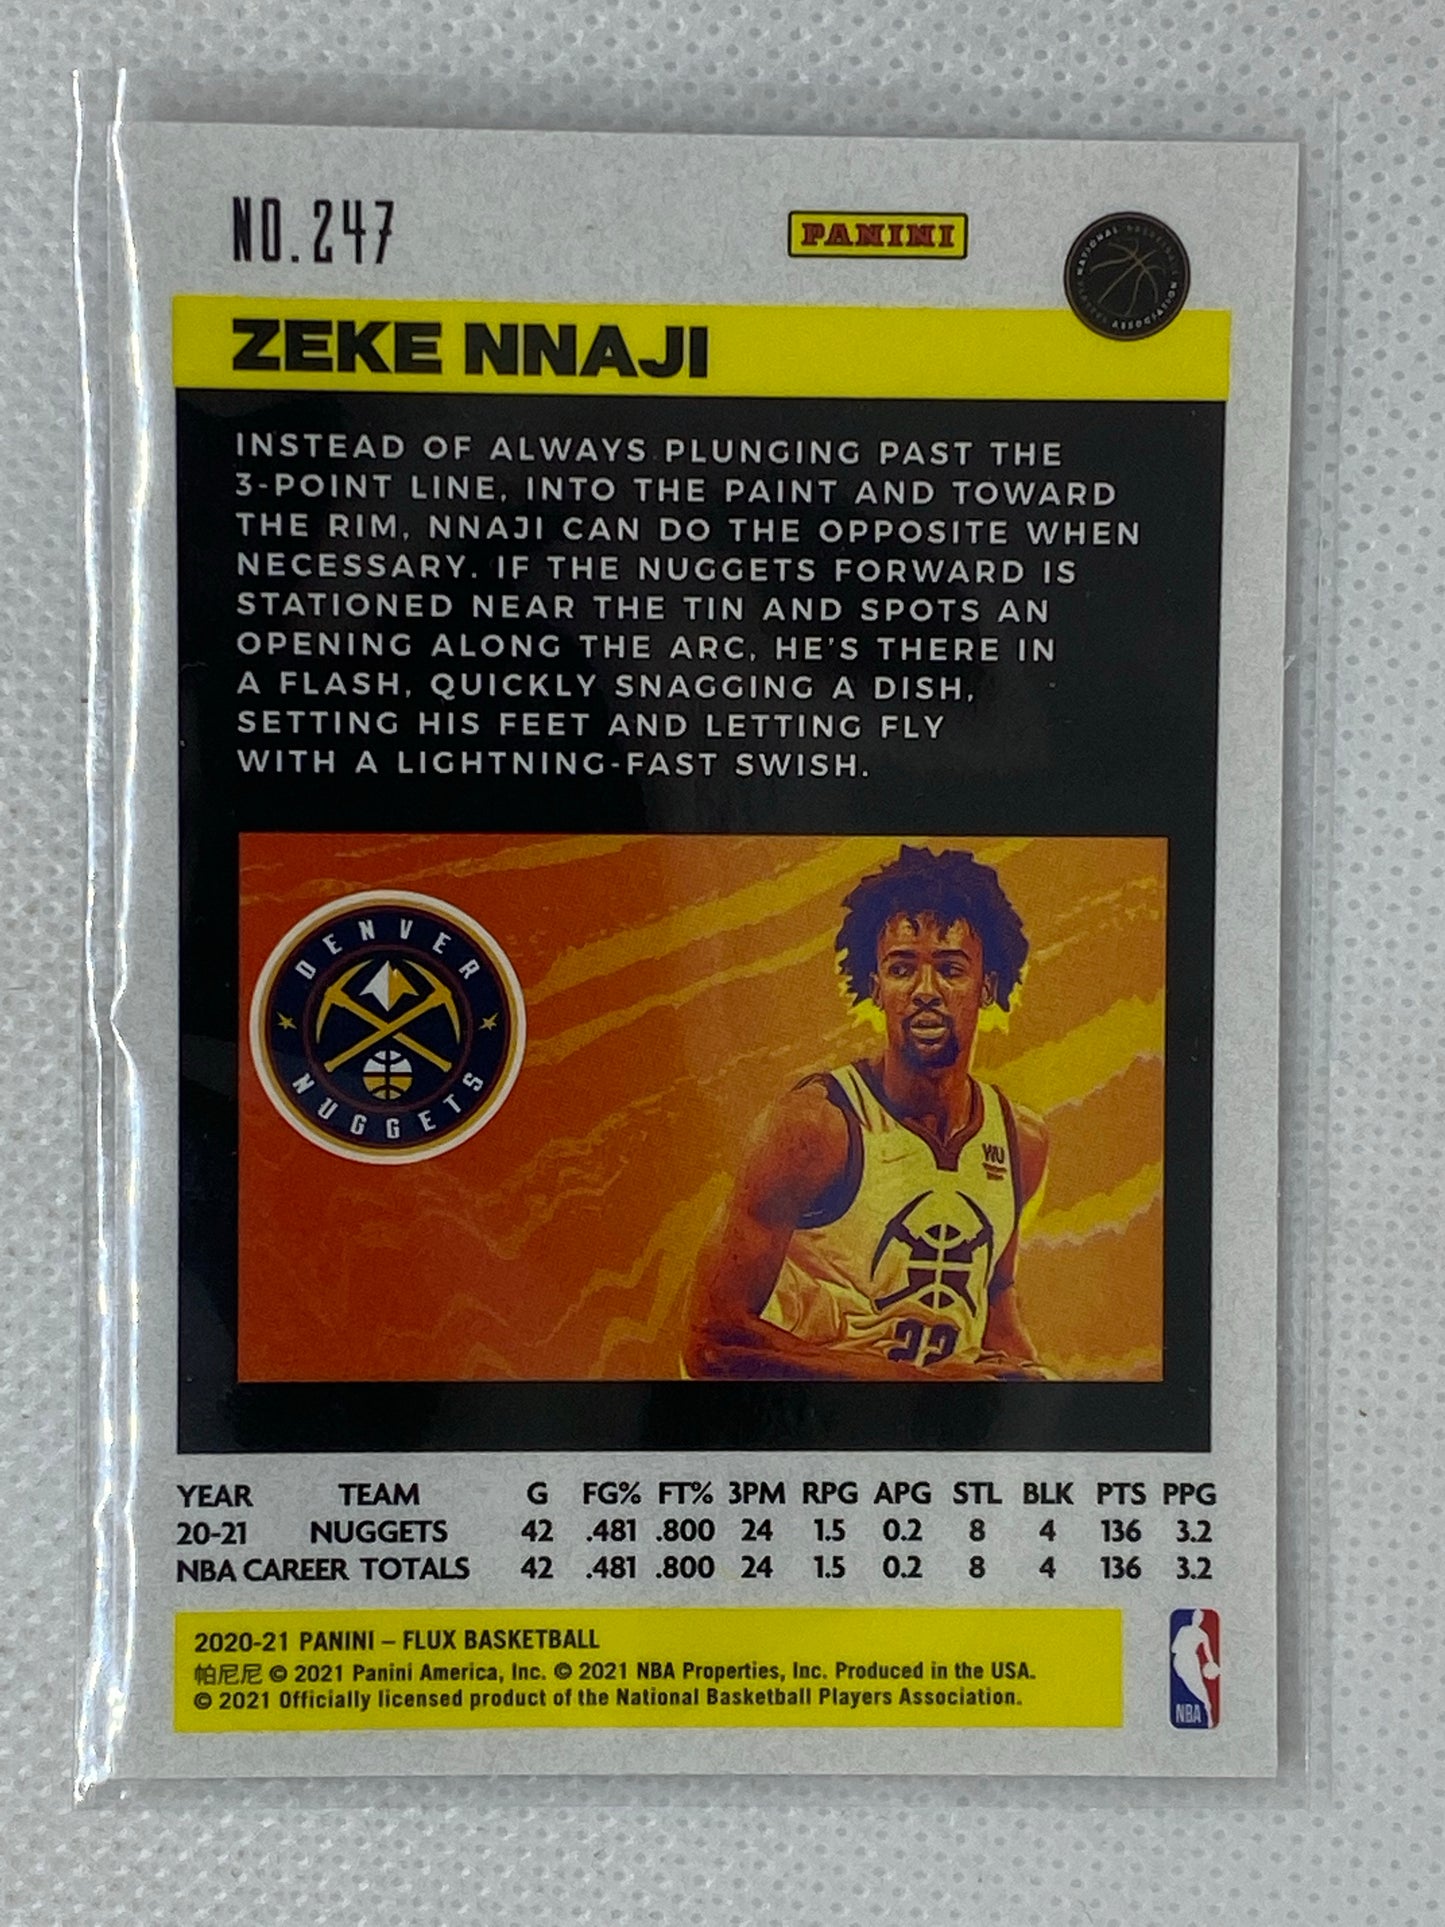 NO.247
PANINI
NATIONAL BASKETBALL PLAYERS ASSOCIATION
ZEKE NNAJI
INSTEAD OF ALWAYS PLUNGING PAST THE
3-POINT LINE, INTO THE PAINT AND TOWARD
THE RIM, NNAJI CAN DO THE OPPOSITE WHEN
NECESSARY. IF THE NUGGETS FORWARD IS
STATIONED NEAR THE TIN AND SPOTS AN
OPENING ALONG THE ARC, HE'S THERE IN
A FLASH, QUICKLY SNAGGING A DISH,
SETTING HIS FEET AND LETTING FLY
WITH A LIGHTNING-FAST SWISH.
DENVER
NUGGETS
WU
22
YEAR TEAM G FG% FT% 3PM RPG APG STL BLK PTS PPG
20-21 NUGGETS 42 .481 .800 24 1.5 0.2 8 4 136 3.2
NBA CAREER TOTALS 42 .481 .800 24 1.5 0.2 8 4 136 3.2
2020-21 PANINI – FLUX BASKETBALL
帕尼尼 © 2021 Panini America, Inc. © 2021 NBA Properties, Inc. Produced in the USA.
© 2021 Officially licensed product of the National Basketball Players Association.
NBA